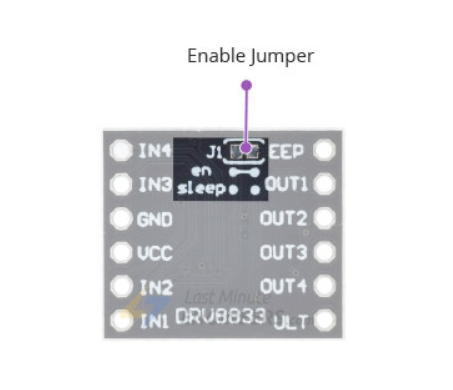 Enable Jumper
IN4 J1 EEP
en
IN3 sleep OUT1
GND OUT2
VCC OUT3
IN2 OUT4
Last Minute
IN1 DRV8833 ULT